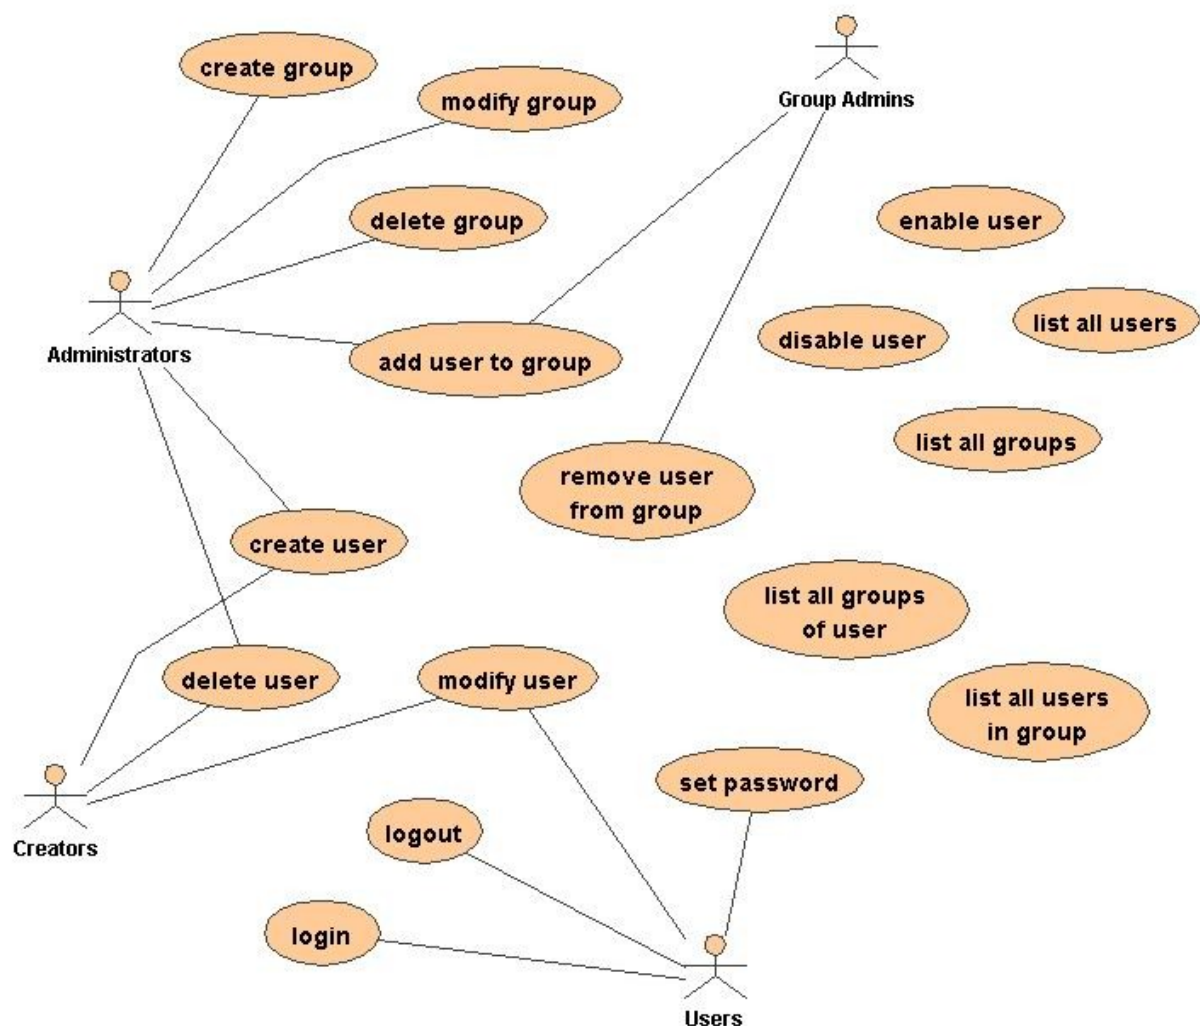 create group
modify group
Group Admins
delete group
enable user
list all users
disable user
Administrators
add user to group
list all groups
remove user
from group
create user
list all groups
of user
delete user
modify user
list all users
in group
set password
logout
Creators
login
Users